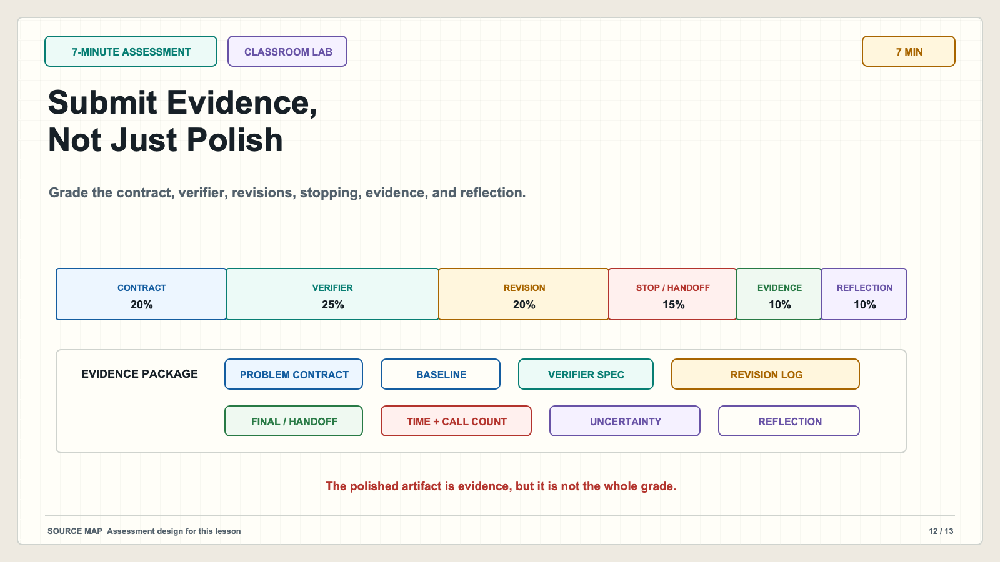 7-MINUTE ASSESSMENT
CLASSROOM LAB
7 MIN
Submit Evidence,
Not Just Polish
Grade the contract, verifier, revisions, stopping, evidence, and reflection.
CONTRACT
20%
VERIFIER
25%
REVISION
20%
STOP / HANDOFF
15%
EVIDENCE
10%
REFLECTION
10%
EVIDENCE PACKAGE
PROBLEM CONTRACT
BASELINE
VERIFIER SPEC
REVISION LOG
FINAL / HANDOFF
TIME + CALL COUNT
UNCERTAINTY
REFLECTION
The polished artifact is evidence, but it is not the whole grade.
SOURCE MAP Assessment design for this lesson
12 / 13